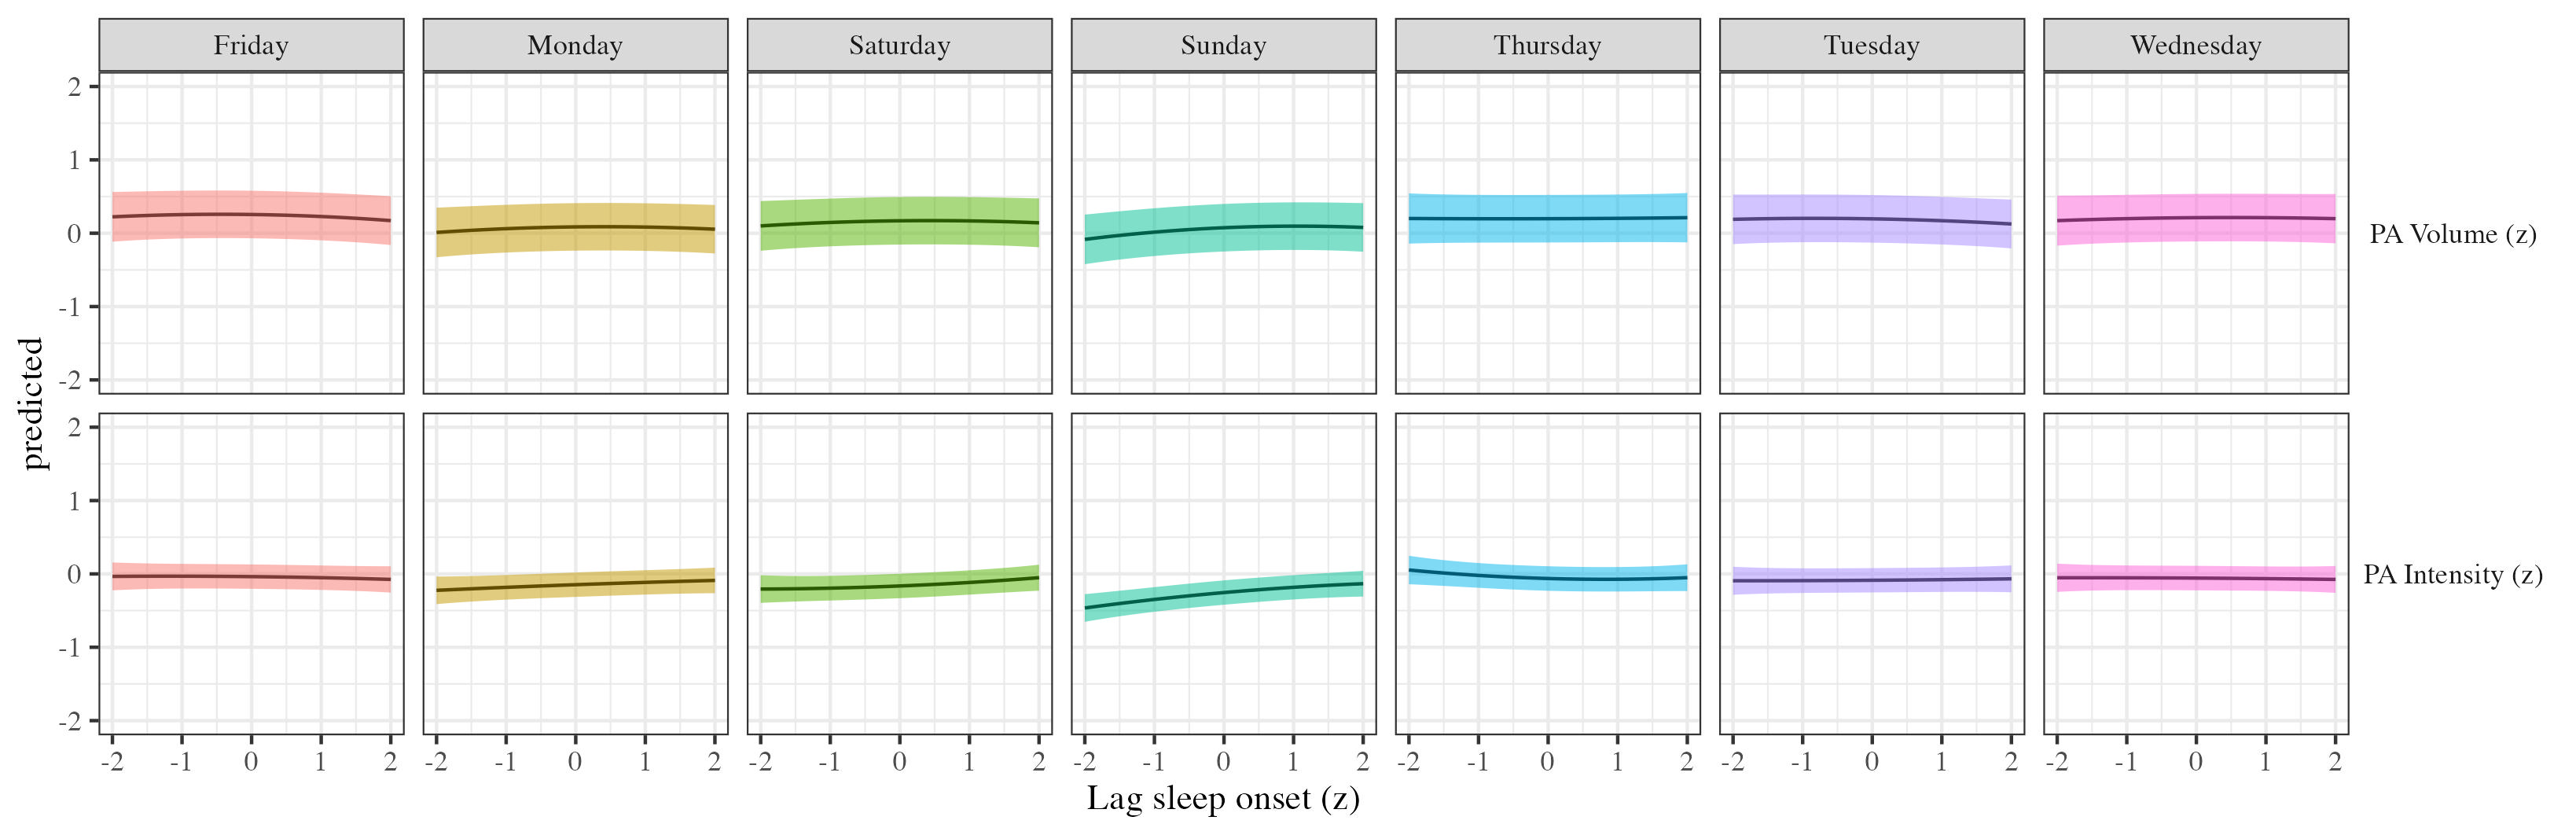 Friday Monday Saturday Sunday Thursday Tuesday Wednesday
2
1
0
-1
-2
PA Volume (z)
predicted
2
1
0
-1
-2
PA Intensity (z)
-2 -1 0 1 2 -2 -1 0 1 2 -2 -1 0 1 2 -2 -1 0 1 2 -2 -1 0 1 2 -2 -1 0 1 2 -2 -1 0 1 2
Lag sleep onset (z)